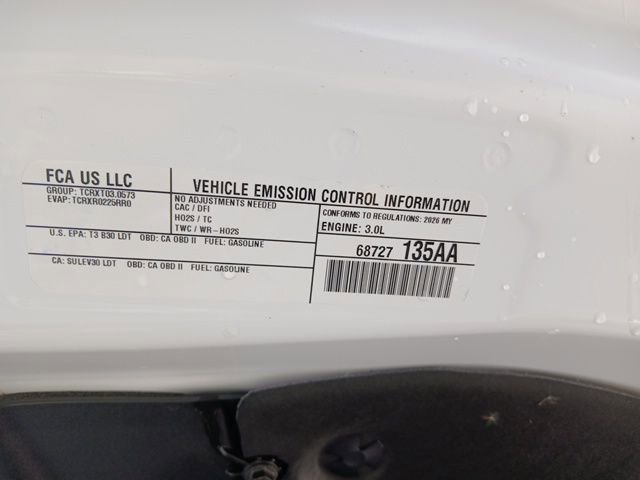 FCA US LLC
GROUP: TCRXT03.0573
EVAP: TCRXR0225RR0
VEHICLE EMISSION CONTROL INFORMATION
NO ADJUSTMENTS NEEDED
CAC / DFI
HO2S / TC
TWC / WR-HO2S
CONFORMS TO REGULATIONS: 2026 MY
ENGINE: 3.0L
U.S. EPA: T3 B30 LDT OBD: CA OBD II FUEL: GASOLINE
CA: SULEV30 LDT OBD: CA OBD II FUEL: GASOLINE
68727 135AA